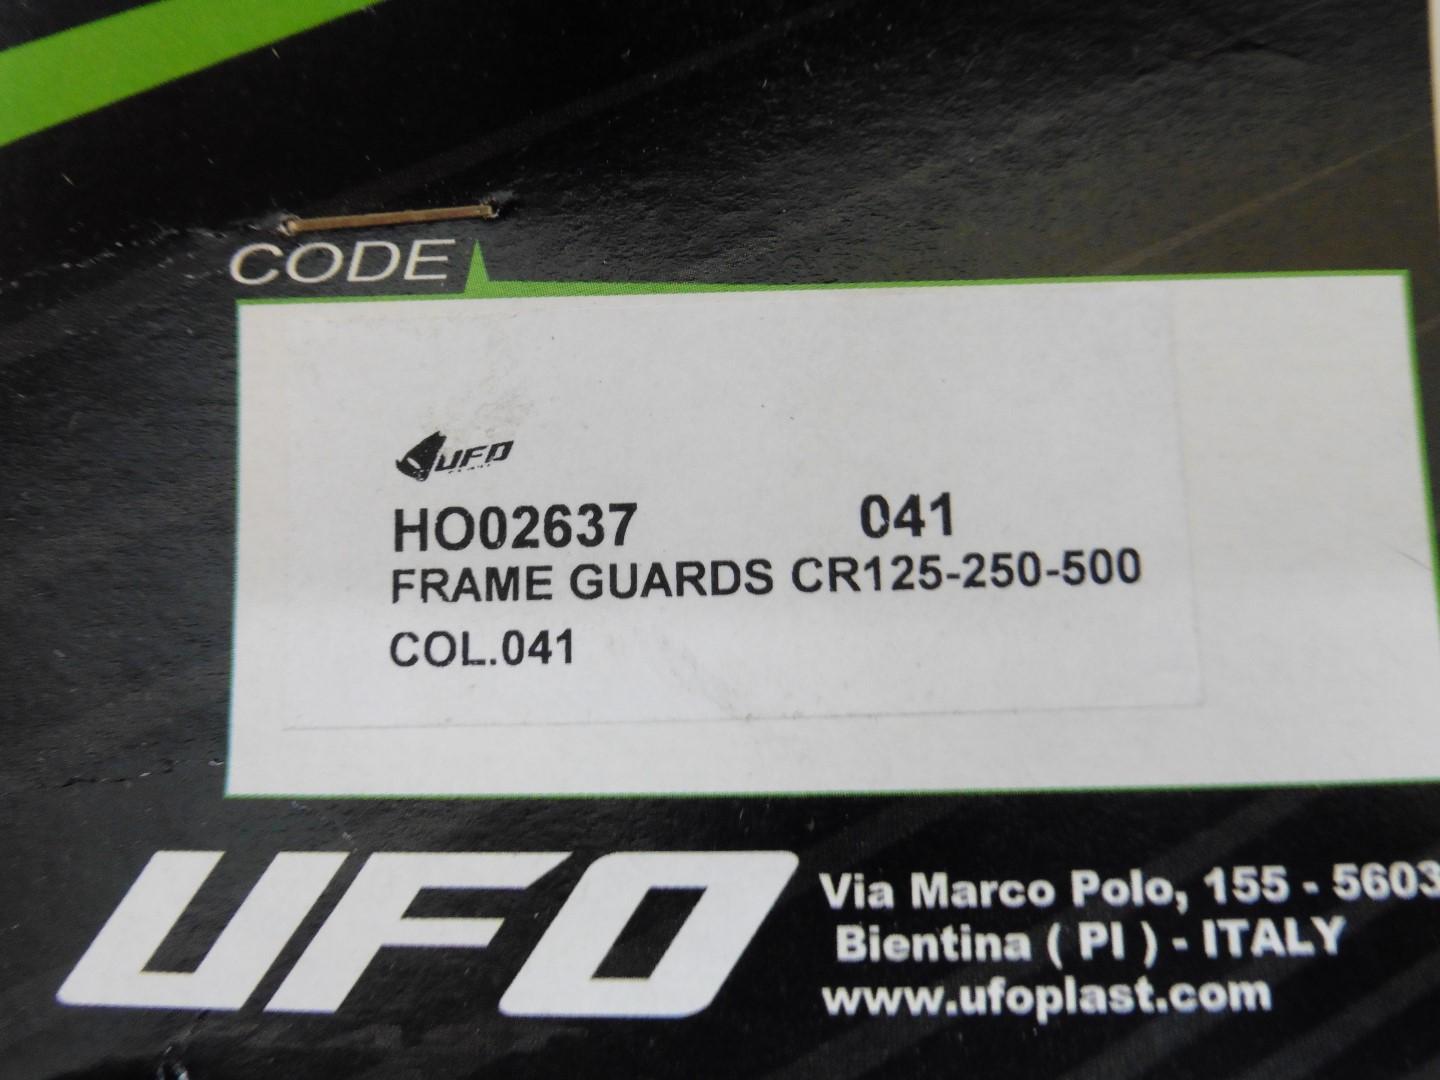 CODE
UFO
HO02637 041
FRAME GUARDS CR125-250-500
COL.041
UFO
Via Marco Polo, 155 - 5603
Bientina ( PI ) - ITALY
www.ufoplast.com